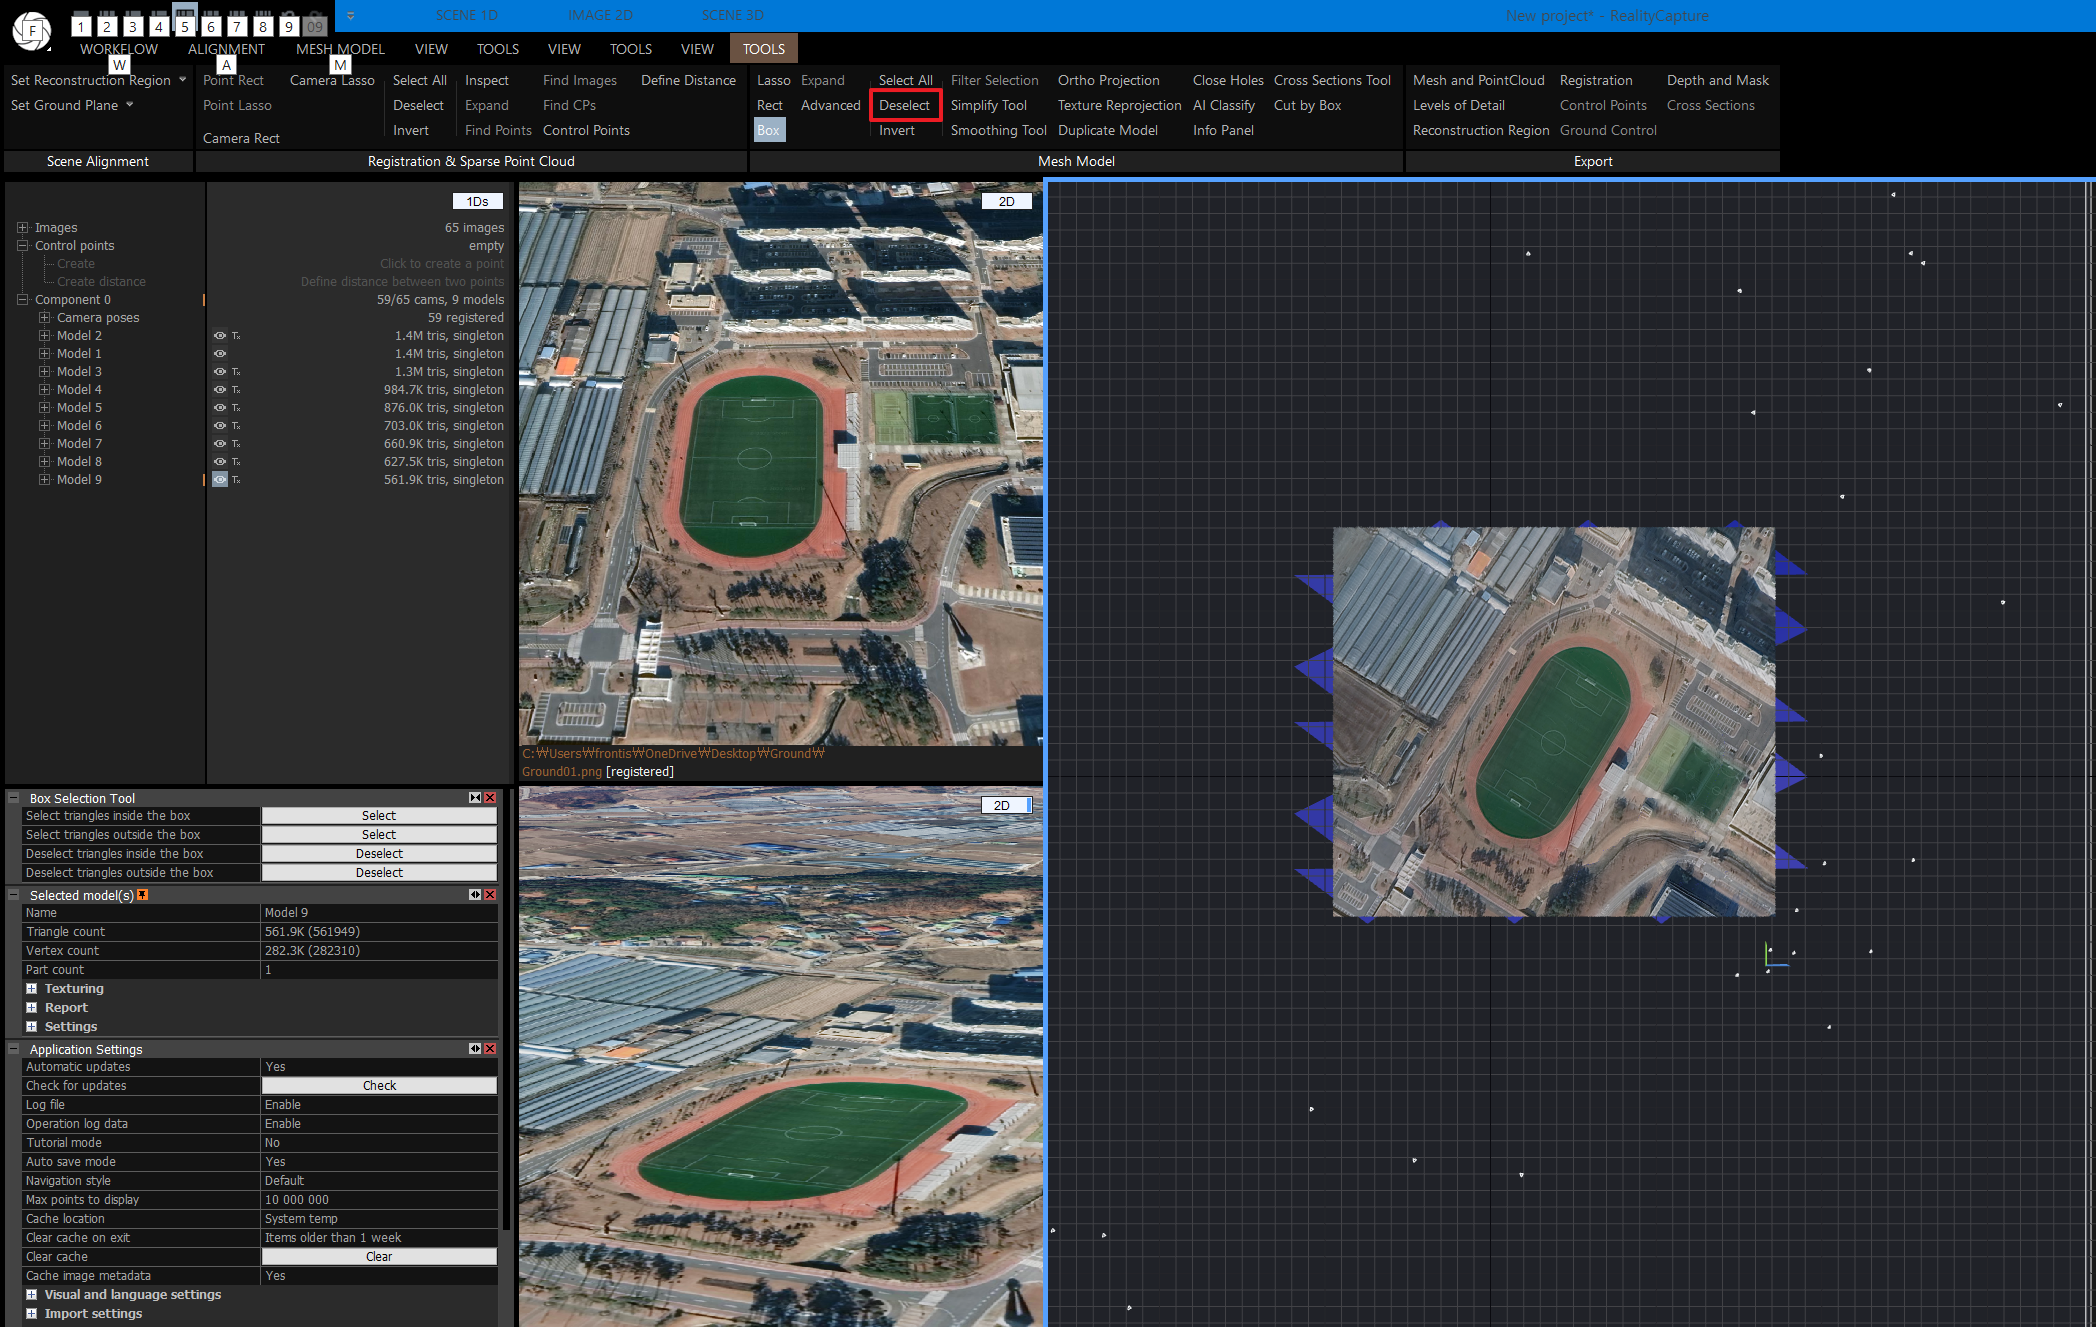 SCENE 1D IMAGE 2D SCENE 3D New project* - RealityCapture
F 1 2 3 4 5 6 7 8 9 09
WORKFLOW ALIGNMENT MESH MODEL VIEW TOOLS VIEW TOOLS VIEW TOOLS
W A M
Set Reconstruction Region Point Rect Camera Lasso Select All Inspect Find Images Define Distance Lasso Expand Select All Filter Selection Ortho Projection Close Holes Cross Sections Tool Mesh and PointCloud Registration Depth and Mask
Set Ground Plane Point Lasso Deselect Expand Find CPs Rect Advanced Deselect Simplify Tool Texture Reprojection AI Classify Cut by Box Levels of Detail Control Points Cross Sections
Camera Rect Invert Find Points Control Points Box Invert Smoothing Tool Duplicate Model Info Panel Reconstruction Region Ground Control
Scene Alignment Registration & Sparse Point Cloud Mesh Model Export
1Ds
Images 65 images
Control points empty
Create Click to create a point
Create distance Define distance between two points
Component 0 59/65 cams, 9 models
Camera poses 59 registered
Model 2 Tx 1.4M tris, singleton
Model 1 1.4M tris, singleton
Model 3 Tx 1.3M tris, singleton
Model 4 Tx 984.7K tris, singleton
Model 5 Tx 876.0K tris, singleton
Model 6 Tx 703.0K tris, singleton
Model 7 Tx 660.9K tris, singleton
Model 8 Tx 627.5K tris, singleton
Model 9 Tx 561.9K tris, singleton
2D
C:₩Users₩frontis₩OneDrive₩Desktop₩Ground₩
Ground01.png [registered]
2D
Box Selection Tool
Select triangles inside the box Select
Select triangles outside the box Select
Deselect triangles inside the box Deselect
Deselect triangles outside the box Deselect
Selected model(s)
Name Model 9
Triangle count 561.9K (561949)
Vertex count 282.3K (282310)
Part count 1
Texturing
Report
Settings
Application Settings
Automatic updates Yes
Check for updates Check
Log file Enable
Operation log data Enable
Tutorial mode No
Auto save mode Yes
Navigation style Default
Max points to display 10 000 000
Cache location System temp
Clear cache on exit Items older than 1 week
Clear cache Clear
Cache image metadata Yes
Visual and language settings
Import settings